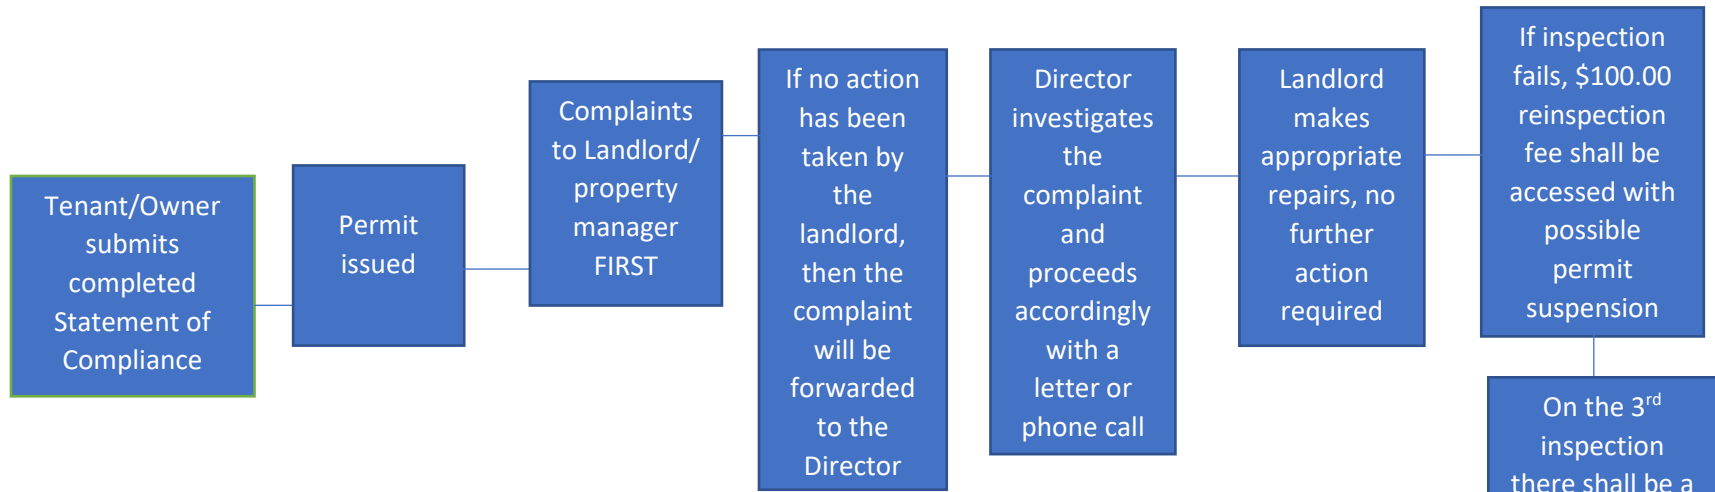 Tenant/Owner
submits
completed
Statement of
Compliance
Permit
issued
Complaints
to Landlord/
property
manager
FIRST
If no action
has been
taken by
the
landlord,
then the
complaint
will be
forwarded
to the
Director
Director
investigates
the
complaint
and
proceeds
accordingly
with a
letter or
phone call
Landlord
makes
appropriate
repairs, no
further
action
required
If inspection
fails, $100.00
reinspection
fee shall be
accessed with
possible
permit
suspension
On the 3rd
inspection
there shall be a